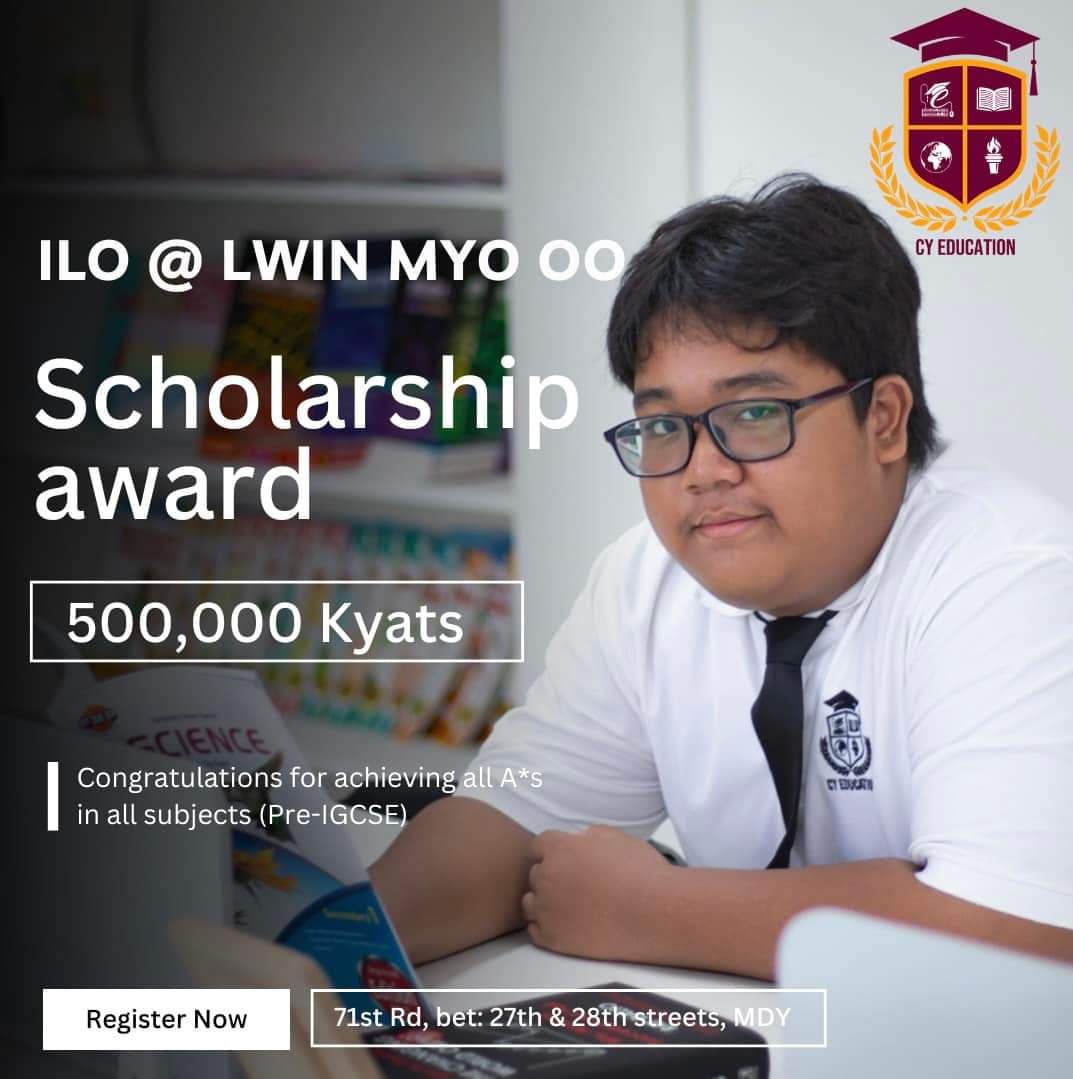 CY EDUCATION
ILO @ LWIN MYO OO
Scholarship
award
500,000 Kyats
SCIENCE
Congratulations for achieving all A*s
in all subjects (Pre-IGCSE)
CY EDUCATION
Register Now
71st Rd, bet: 27th & 28th streets, MDY